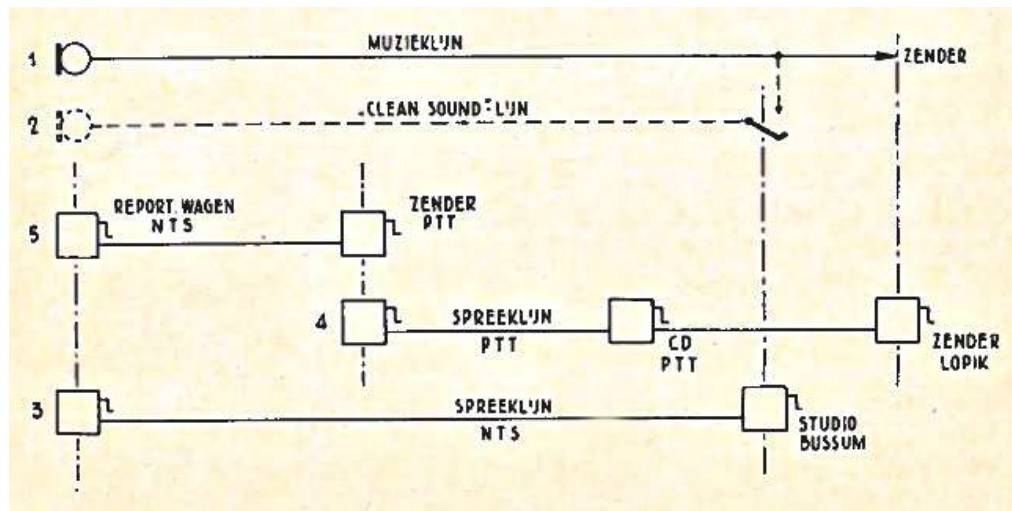 1 MUZIEKLIJN ZENDER
2 „CLEAN SOUND" LIJN
5 REPORT. WAGEN
NTS
ZENDER
PTT
4 SPREEKLIJN
PTT
CD
PTT
ZENDER
LOPIK
3 SPREEKLIJN
NTS
STUDIO
BUSSUM